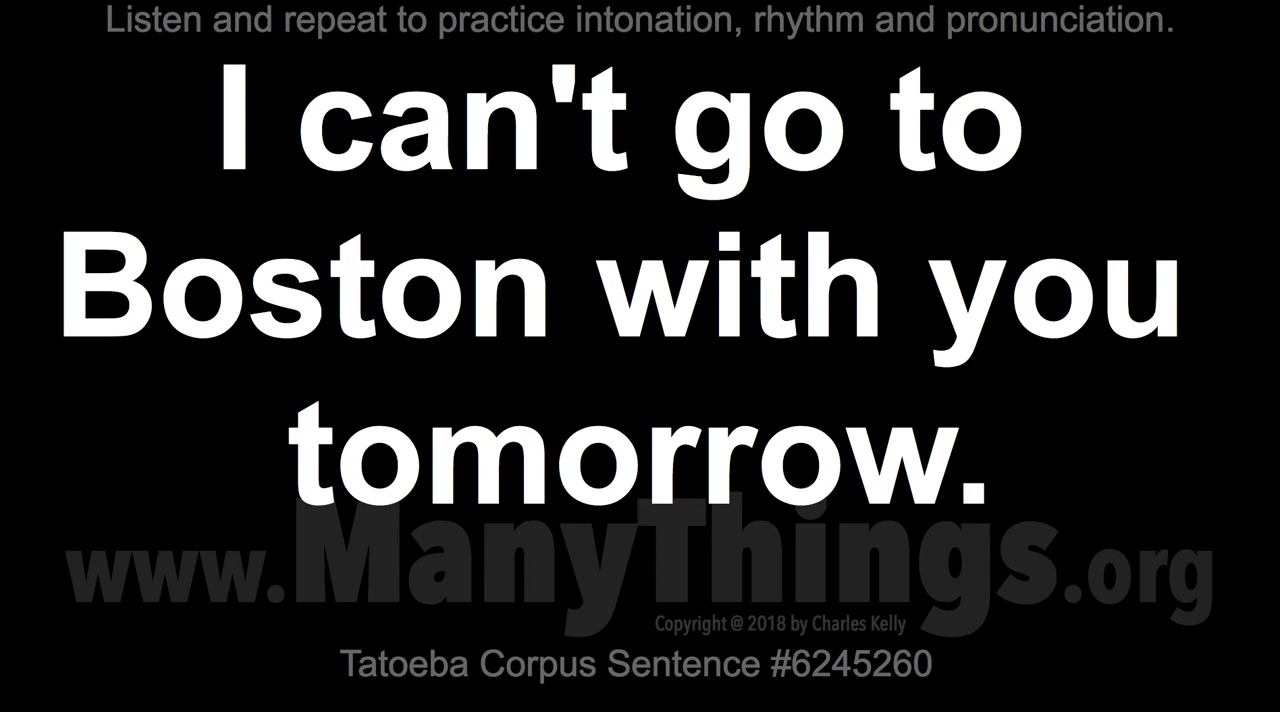 Listen and repeat to practice intonation, rhythm and pronunciation.
I can't go to
Boston with you
tomorrow.
www.ManyThings.org
Copyright @ 2018 by Charles Kelly
Tatoeba Corpus Sentence #6245260